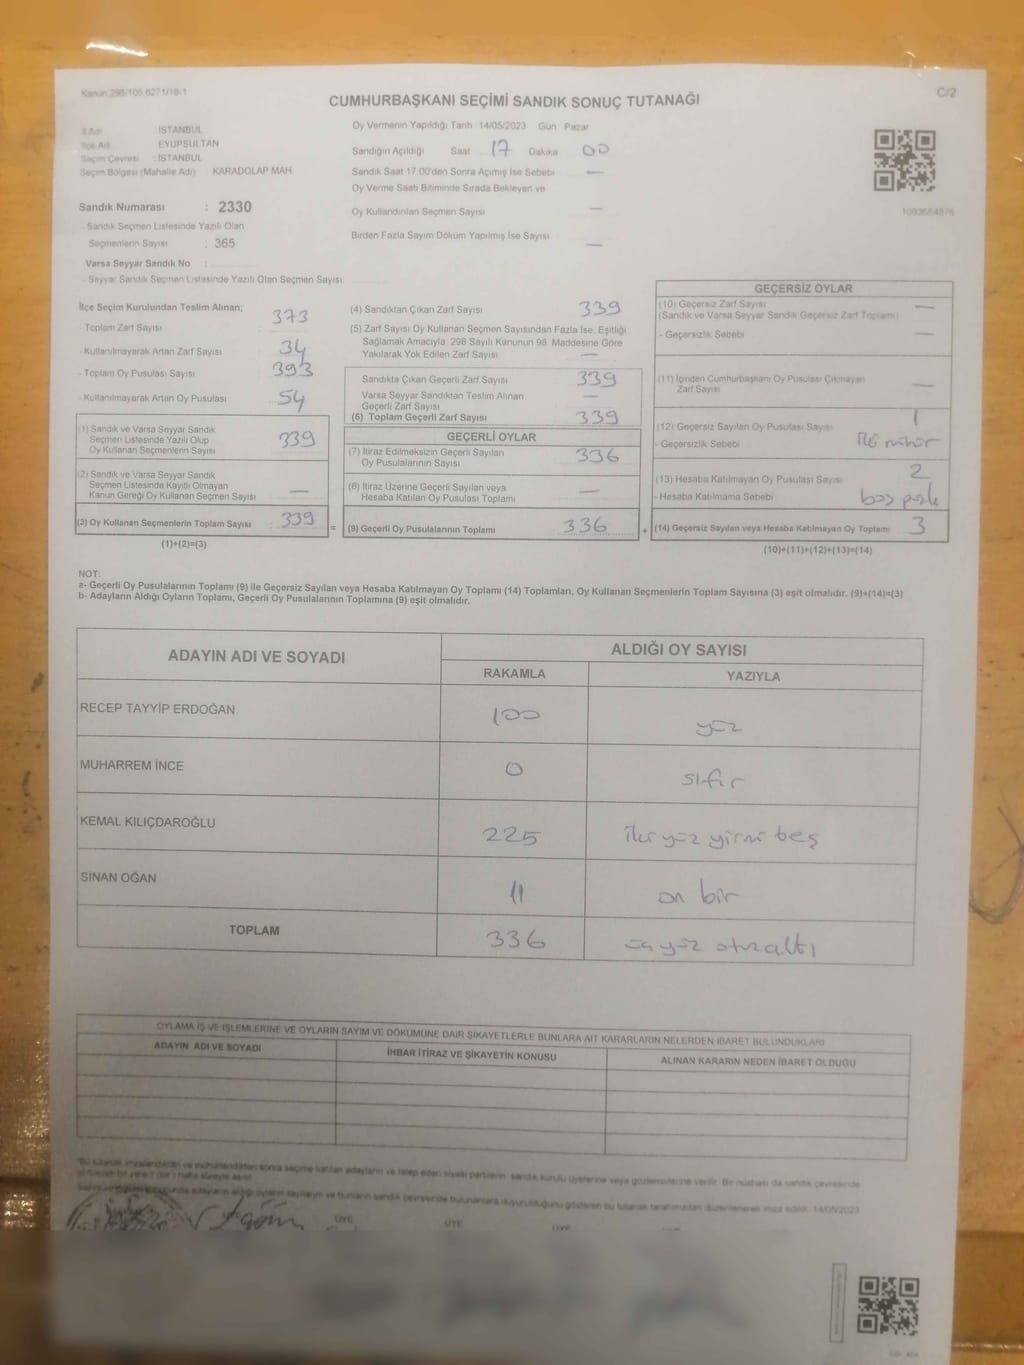 Kanun 298/105 6271/18-1
C/2
CUMHURBAŞKANI SEÇİMİ SANDIK SONUÇ TUTANAĞI
İl Adı : İSTANBUL
İlçe Adı : EYÜPSULTAN
Seçim Çevresi : İSTANBUL
Seçim Bölgesi (Mahalle Adı) : KARADOLAP MAH.
Sandık Numarası : 2330
- Sandık Seçmen Listesinde Yazılı Olan
Seçmenlerin Sayısı : 365
Varsa Seyyar Sandık No :
- Seyyar Sandık Seçmen Listesinde Yazılı Olan Seçmen Sayısı:
Oy Vermenin Yapıldığı Tarih 14/05/2023 Gün Pazar
Sandığın Açıldığı Saat 17 Dakika 00
Sandık Saat 17.00'den Sonra Açımış İse Sebebi —
Oy Verme Saati Bitiminde Sırada Bekleyen ve
Oy Kullandırılan Seçmen Sayısı —
Birden Fazla Sayım Döküm Yapılmış İse Sayısı —
1093654876
İlçe Seçim Kurulundan Teslim Alınan;
- Toplam Zarf Sayısı 373
- Kullanılmayarak Artan Zarf Sayısı 34
- Toplam Oy Pusulası Sayısı 393
- Kullanılmayarak Artan Oy Pusulası 54
(1) Sandık ve Varsa Seyyar Sandık
Seçmen Listesinde Yazılı Olup
Oy Kullanan Seçmenlerin Sayısı 339
(2) Sandık ve Varsa Seyyar Sandık
Seçmen Listesinde Kayıtlı Olmayan
Kanun Gereği Oy Kullanan Seçmen Sayısı —
(3) Oy Kullanan Seçmenlerin Toplam Sayısı 339 =
(1)+(2)=(3)
(4) Sandıktan Çıkan Zarf Sayısı 339
(5) Zarf Sayısı Oy Kullanan Seçmen Sayısından Fazla İse, Eşitliği
Sağlamak Amacıyla, 298 Sayılı Kanunun 98. Maddesine Göre
Yakılarak Yok Edilen Zarf Sayısı —
Sandıkta Çıkan Geçerli Zarf Sayısı 339
Varsa Seyyar Sandıktan Teslim Alınan
Geçerli Zarf Sayısı —
(6) Toplam Geçerli Zarf Sayısı 339
GEÇERLİ OYLAR
(7) İtiraz Edilmeksizin Geçerli Sayılan
Oy Pusulalarının Sayısı 336
(8) İtiraz Üzerine Geçerli Sayılan veya
Hesaba Katılan Oy Pusulası Toplamı —
(9) Geçerli Oy Pusulalarının Toplamı 336 +
GEÇERSİZ OYLAR
(10) Geçersiz Zarf Sayısı —
(Sandık ve Varsa Seyyar Sandık Geçersiz Zarf Toplamı)
- Geçersizlik Sebebi —
(11) İçinden Cumhurbaşkanı Oy Pusulası Çıkmayan
Zarf Sayısı —
(12) Geçersiz Sayılan Oy Pusulası Sayısı 1
- Geçersizlik Sebebi İki mühür
(13) Hesaba Katılmayan Oy Pusulası Sayısı 2
- Hesaba Katılmama Sebebi boş pusla
(14) Geçersiz Sayılan veya Hesaba Katılmayan Oy Toplamı 3
(10)+(11)+(12)+(13)=(14)
NOT:
a- Geçerli Oy Pusulalarının Toplamı (9) ile Geçersiz Sayılan veya Hesaba Katılmayan Oy Toplamı (14) Toplamları, Oy Kullanan Seçmenlerin Toplam Sayısına (3) eşit olmalıdır. (9)+(14)=(3)
b- Adayların Aldığı Oyların Toplamı, Geçerli Oy Pusulalarının Toplamına (9) eşit olmalıdır.
ADAYIN ADI VE SOYADI ALDIĞI OY SAYISI
RAKAMLA YAZIYLA
RECEP TAYYİP ERDOĞAN 100 yüz
MUHARREM İNCE 0 sıfır
KEMAL KILIÇDAROĞLU 225 iki yüz yirmi beş
SİNAN OĞAN 11 on bir
TOPLAM 336 üç yüz otuz altı
OYLAMA İŞ VE İŞLEMLERİNE VE OYLARIN SAYIM VE DÖKÜMÜNE DAİR ŞİKAYETLERLE BUNLARA AİT KARARLARIN NELERDEN İBARET BULUNDUKLARI
ADAYIN ADI VE SOYADI İHBAR İTİRAZ VE ŞİKAYETİN KONUSU ALINAN KARARIN NEDEN İBARET OLDUĞU
ÜYE ÜYE ÜYE